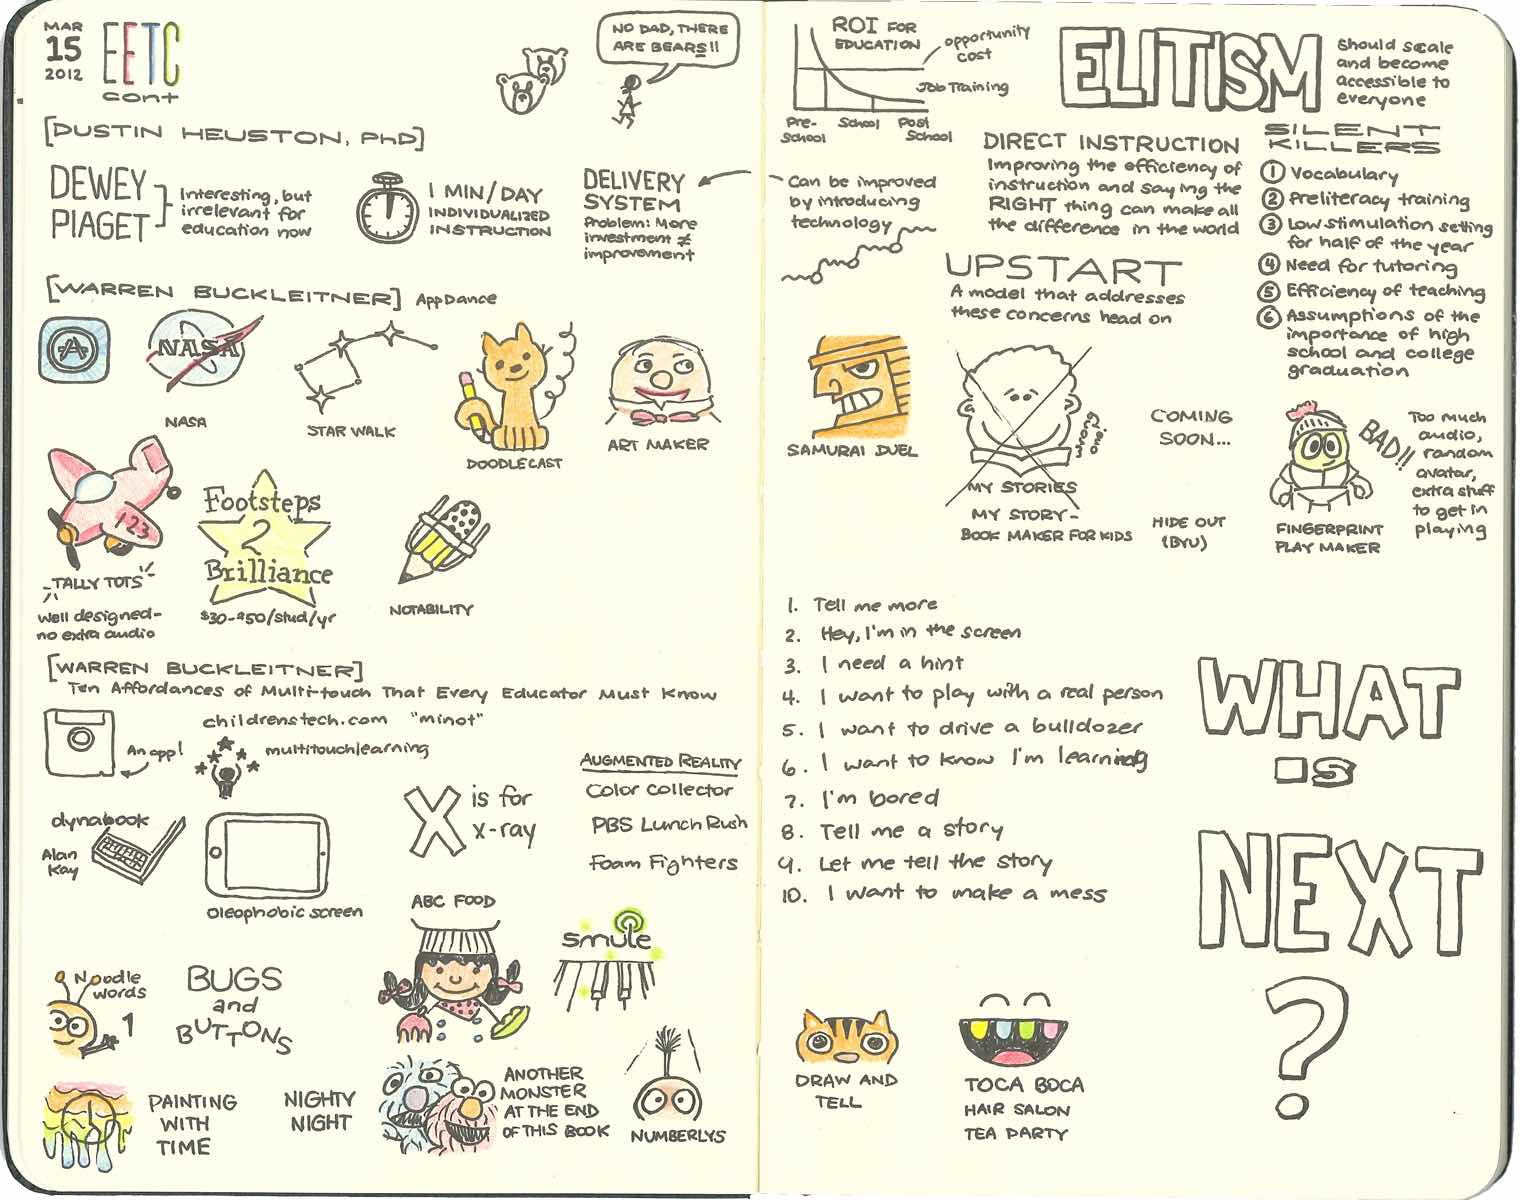 MAR
15
2012
EETC
cont
NO DAD, THERE
ARE BEARS!!
[DUSTIN HEUSTON, PhD]
DEWEY
PIAGET
Interesting, but
irrelevant for
education now
1 MIN/DAY
INDIVIDUALIZED
INSTRUCTION
DELIVERY
SYSTEM
Problem: More
investment ≠
improvement
[WARREN BUCKLEITNER] App Dance
A
NASA
NASA
STAR WALK
DOODLECAST
ART MAKER
123
TALLY TOTS
Well designed-
no extra audio
Footsteps
2
Brilliance
$30-$50/stud/yr
NOTABILITY
[WARREN BUCKLEITNER]
Ten Affordances of Multi-touch That Every Educator Must Know
childrenstech.com "minot"
An app!
multitouchlearning
dynabook
Alan
Kay
Oleophobic screen
X is for
x-ray
AUGMENTED REALITY
Color Collector
PBS Lunch Rush
Foam Fighters
ABC FOOD
smule
Noodle
words
1
BUGS
and
BUTTONS
PAINTING
WITH
TIME
NIGHTY
NIGHT
ANOTHER
MONSTER
AT THE END
OF THIS BOOK
NUMBERLYS
ROI FOR
EDUCATION
opportunity
cost
Job Training
Pre-
School
School
Post
School
ELITISM
Should scale
and become
accessible to
everyone
Can be improved
by introducing
technology
DIRECT INSTRUCTION
Improving the efficiency of
instruction and saying the
RIGHT thing can make all
the difference in the world
SILENT
KILLERS
1 Vocabulary
2 Preliteracy training
3 Low stimulation setting
for half of the year
4 Need for tutoring
5 Efficiency of teaching
6 Assumptions of the
importance of high
school and college
graduation
UPSTART
A model that addresses
these concerns head on
SAMURAI DUEL
wrong
one!
MY STORIES
MY STORY-
BOOK MAKER FOR KIDS
COMING
SOON...
HIDE OUT
(BYU)
BAD!!
FINGERPRINT
PLAY MAKER
Too much
audio,
random
avatar,
extra stuff
to get in
playing
1. Tell me more
2. Hey, I'm in the screen
3. I need a hint
4. I want to play with a real person
5. I want to drive a bulldozer
6. I want to know I'm learning
7. I'm bored
8. Tell me a story
9. Let me tell the story
10. I want to make a mess
WHAT
IS
NEXT
?
DRAW AND
TELL
TOCA BOCA
HAIR SALON
TEA PARTY